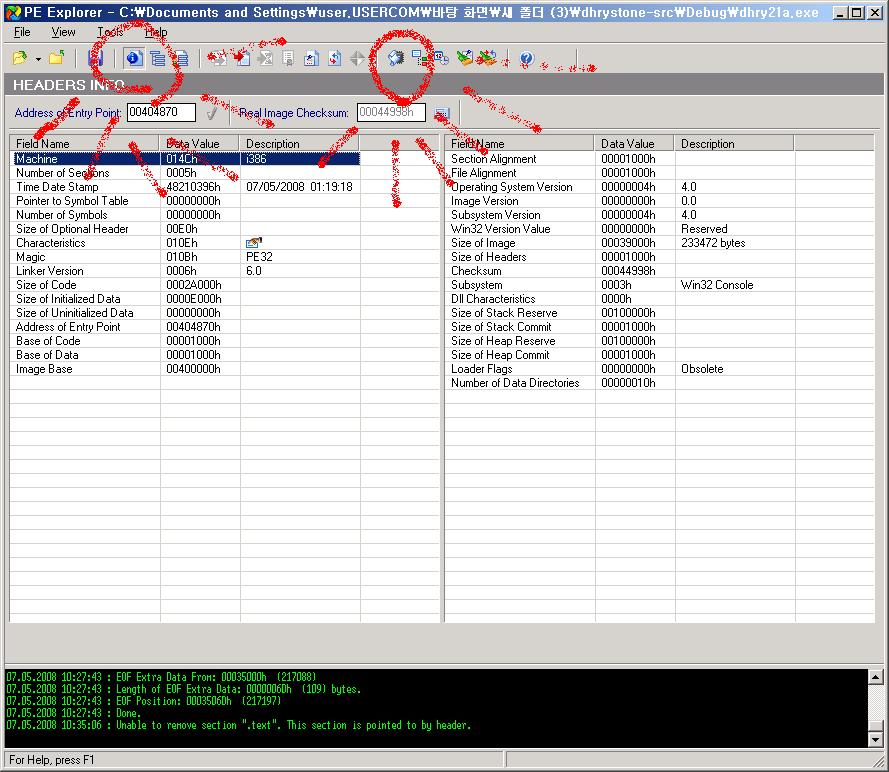 PE Explorer - C:₩Documents and Settings₩user.USERCOM₩바탕 화면₩새 폴더 (3)₩dhrystone-src₩Debug₩dhry21a.exe
File View Tools Help
HEADERS INFO
Address of Entry Point: 00404870 Real Image Checksum: 00044998h
Field Name Data Value Description
Machine 014Ch i386
Number of Sections 0005h
Time Date Stamp 48210396h 07/05/2008 01:19:18
Pointer to Symbol Table 00000000h
Number of Symbols 00000000h
Size of Optional Header 00E0h
Characteristics 010Eh
Magic 010Bh PE32
Linker Version 0006h 6.0
Size of Code 0002A000h
Size of Initialized Data 0000E000h
Size of Uninitialized Data 00000000h
Address of Entry Point 00404870h
Base of Code 00001000h
Base of Data 00001000h
Image Base 00400000h
Field Name Data Value Description
Section Alignment 00001000h
File Alignment 00001000h
Operating System Version 00000004h 4.0
Image Version 00000000h 0.0
Subsystem Version 00000004h 4.0
Win32 Version Value 00000000h Reserved
Size of Image 00039000h 233472 bytes
Size of Headers 00001000h
Checksum 00044998h
Subsystem 0003h Win32 Console
Dll Characteristics 0000h
Size of Stack Reserve 00100000h
Size of Stack Commit 00001000h
Size of Heap Reserve 00100000h
Size of Heap Commit 00001000h
Loader Flags 00000000h Obsolete
Number of Data Directories 00000010h
07.05.2008 10:27:43 : EOF Extra Data From: 00035000h (217088)
07.05.2008 10:27:43 : Length of EOF Extra Data: 0000006Dh (109) bytes.
07.05.2008 10:27:43 : EOF Position: 0003506Dh (217197)
07.05.2008 10:27:43 : Done.
07.05.2008 10:35:06 : Unable to remove section ".text". This section is pointed to by header.
For Help, press F1